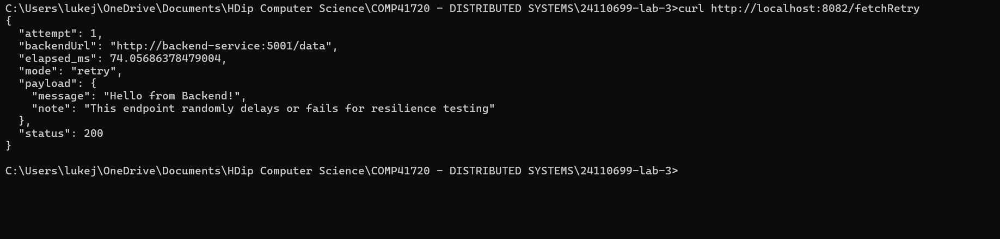 C:\Users\lukej\OneDrive\Documents\HDip Computer Science\COMP41720 - DISTRIBUTED SYSTEMS\24110699-lab-3>curl http://localhost:8082/fetchRetry
{
  "attempt": 1,
  "backendUrl": "http://backend-service:5001/data",
  "elapsed_ms": 74.05686378479004,
  "mode": "retry",
  "payload": {
    "message": "Hello from Backend!",
    "note": "This endpoint randomly delays or fails for resilience testing"
  },
  "status": 200
}
C:\Users\lukej\OneDrive\Documents\HDip Computer Science\COMP41720 - DISTRIBUTED SYSTEMS\24110699-lab-3>